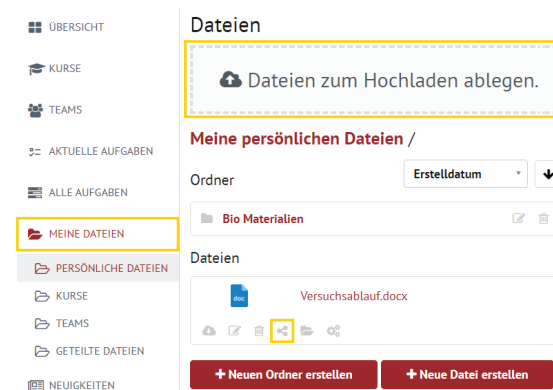 ÜBERSICHT
KURSE
TEAMS
AKTUELLE AUFGABEN
ALLE AUFGABEN
MEINE DATEIEN
PERSÖNLICHE DATEIEN
KURSE
TEAMS
GETEILTE DATEIEN
NEUIGKEITEN
Dateien
Dateien zum Hochladen ablegen.
Meine persönlichen Dateien /
Ordner
Erstelldatum
Bio Materialien
Dateien
doc
Versuchsablauf.docx
+ Neuen Ordner erstellen
+ Neue Datei erstellen